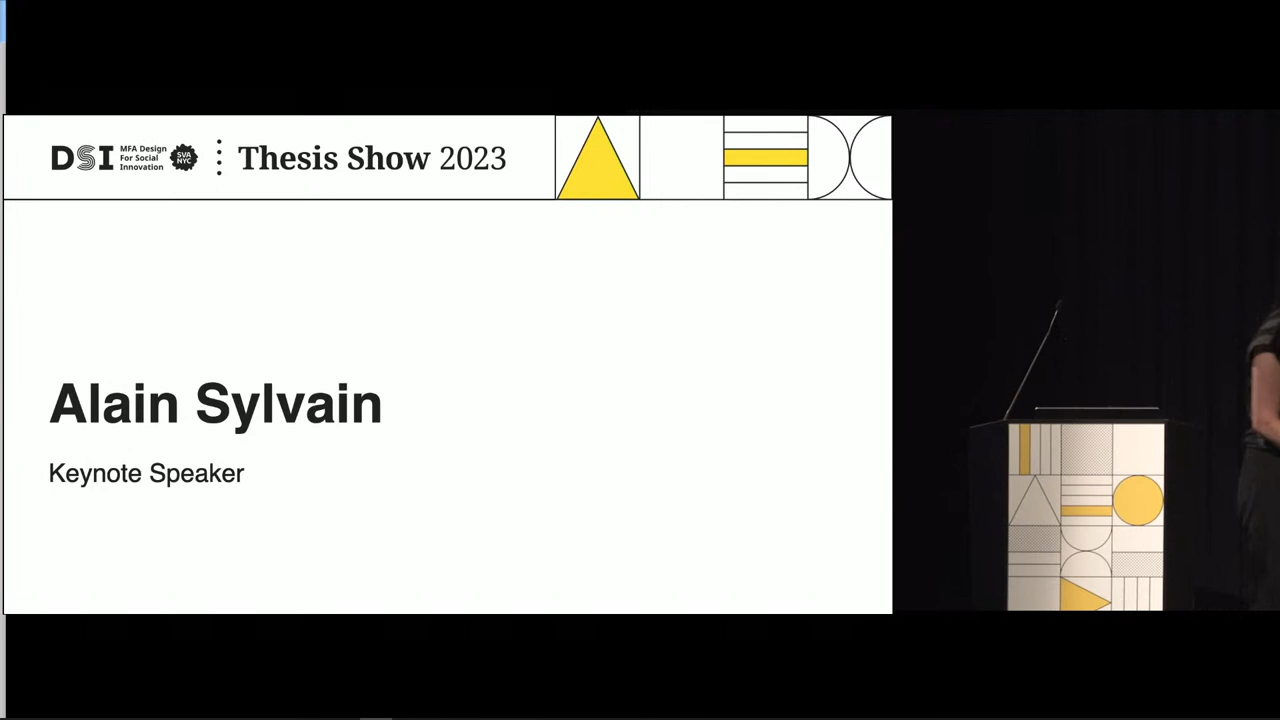 DSI
MFA Design
For Social
Innovation
SVA
NYC
Thesis Show 2023
Alain Sylvain
Keynote Speaker